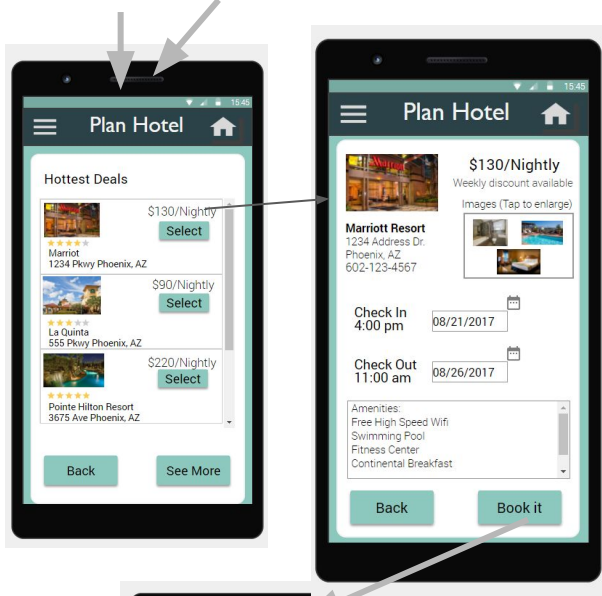 15:45
Plan Hotel
Hottest Deals
$130/Nightly
Select
Marriot
1234 Pkwy Phoenix, AZ
$90/Nightly
Select
La Quinta
555 Pkwy Phoenix, AZ
$220/Nightly
Select
Pointe Hilton Resort
3675 Ave Phoenix, AZ
Back
See More
15:45
Plan Hotel
Marriott
$130/Nightly
Weekly discount available
Images (Tap to enlarge)
Marriott Resort
1234 Address Dr.
Phoenix, AZ
602-123-4567
Check In
4:00 pm
08/21/2017
Check Out
11:00 am
08/26/2017
Amenities:
Free High Speed Wifi
Swimming Pool
Fitness Center
Continental Breakfast
Back
Book it